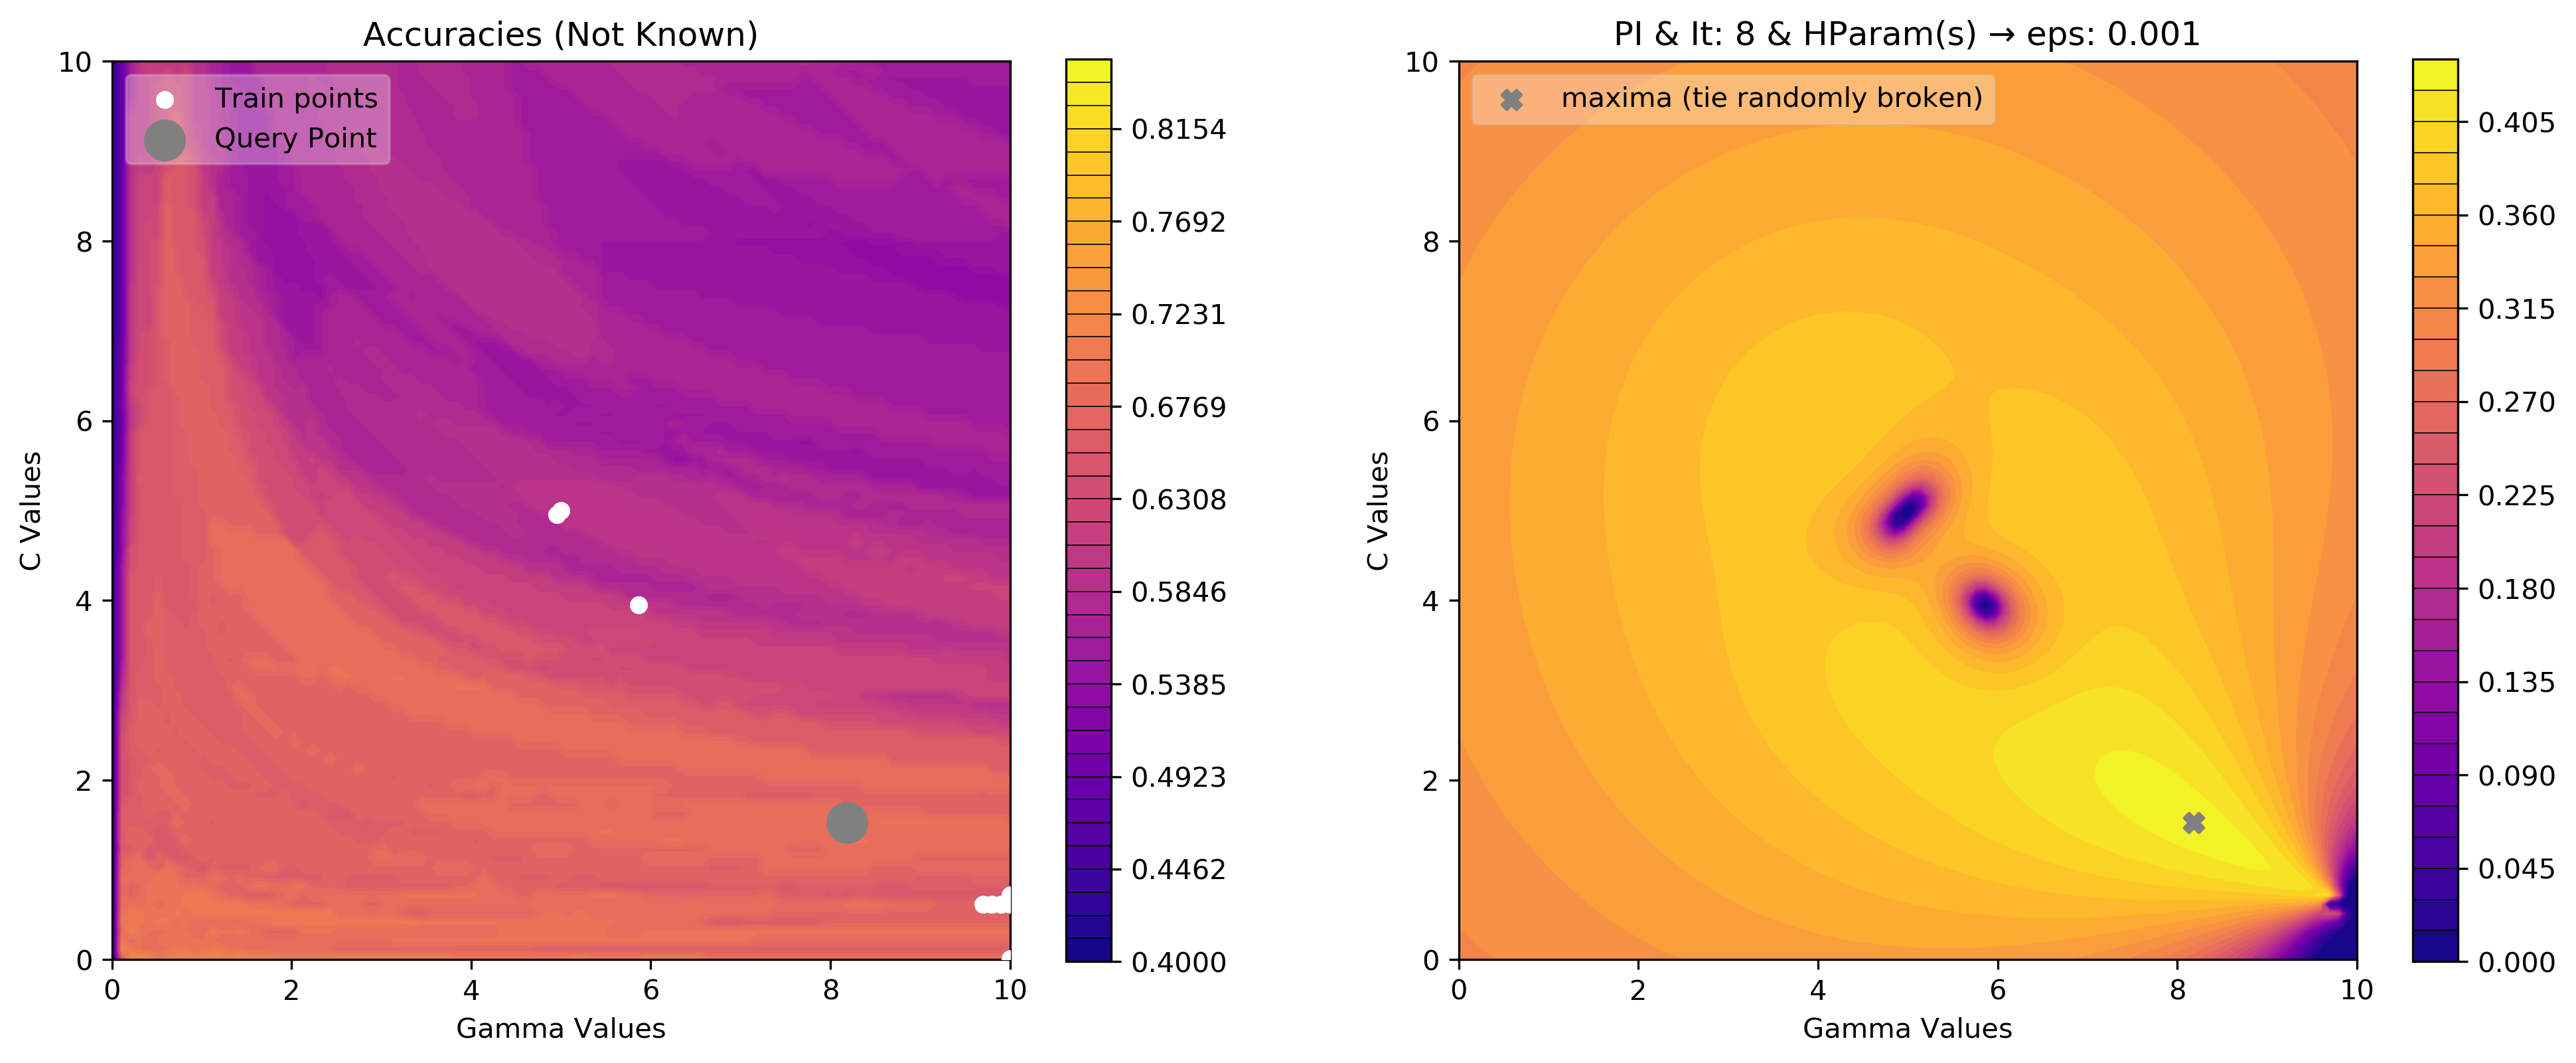 Accuracies (Not Known)
Train points
Query Point
10
8
6
4
2
0
C Values
0 2 4 6 8 10
Gamma Values
0.8154
0.7692
0.7231
0.6769
0.6308
0.5846
0.5385
0.4923
0.4462
0.4000
PI & It: 8 & HParam(s) → eps: 0.001
maxima (tie randomly broken)
10
8
6
4
2
0
C Values
0 2 4 6 8 10
Gamma Values
0.405
0.360
0.315
0.270
0.225
0.180
0.135
0.090
0.045
0.000